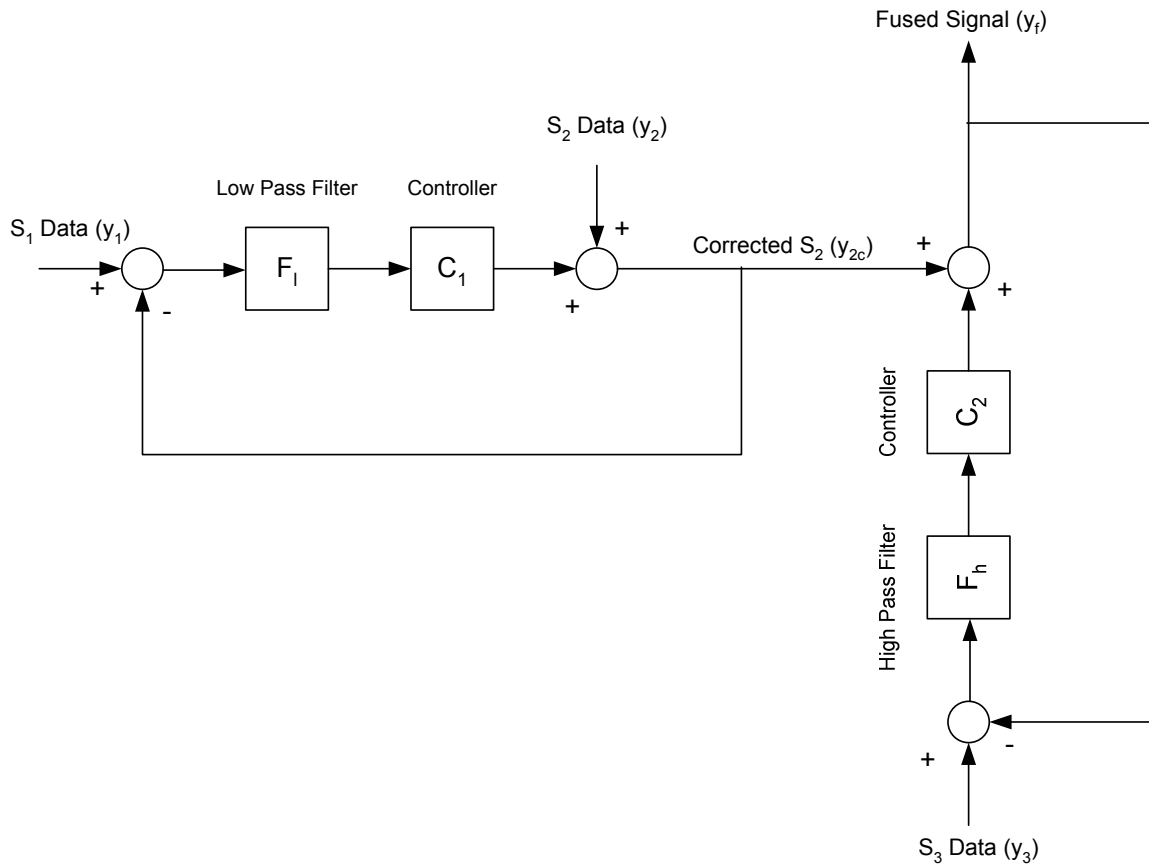 Fused Signal (y_f)
S_2 Data (y_2)
Low Pass Filter
Controller
S_1 Data (y_1)
+
-
F_l
C_1
+
+
Corrected S_2 (y_2c)
+
+
Controller
C_2
High Pass Filter
F_h
+
-
S_3 Data (y_3)